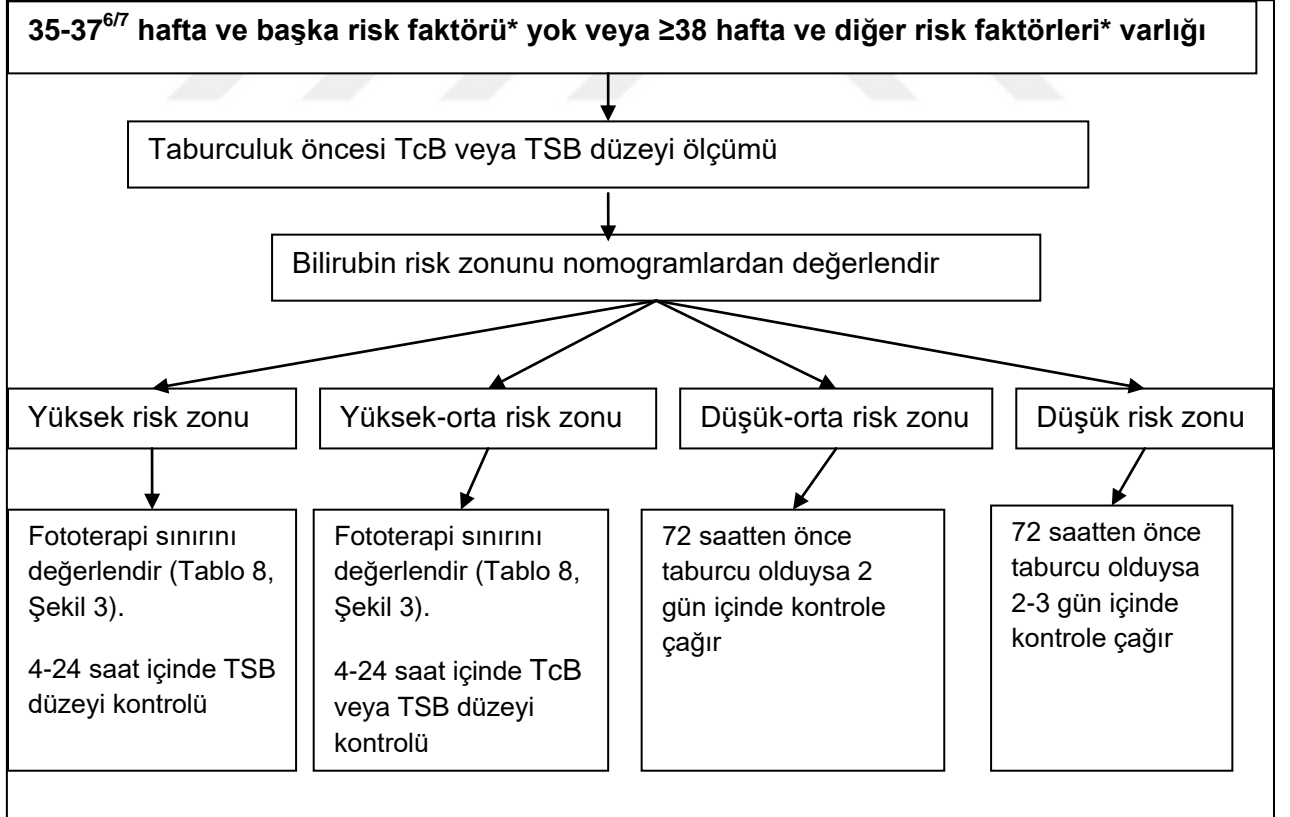 35-37⁶/⁷ hafta ve başka risk faktörü* yok veya ≥38 hafta ve diğer risk faktörleri* varlığı
Taburculuk öncesi TcB veya TSB düzeyi ölçümü
Bilirubin risk zonunu nomogramlardan değerlendir
Yüksek risk zonu
Yüksek-orta risk zonu
Düşük-orta risk zonu
Düşük risk zonu
Fototerapi sınırını
değerlendir (Tablo 8,
Şekil 3).
4-24 saat içinde TSB
düzeyi kontrolü
Fototerapi sınırını
değerlendir (Tablo 8,
Şekil 3).
4-24 saat içinde TcB
veya TSB düzeyi
kontrolü
72 saatten önce
taburcu olduysa 2
gün içinde kontrole
çağır
72 saatten önce
taburcu olduysa
2-3 gün içinde
kontrole çağır